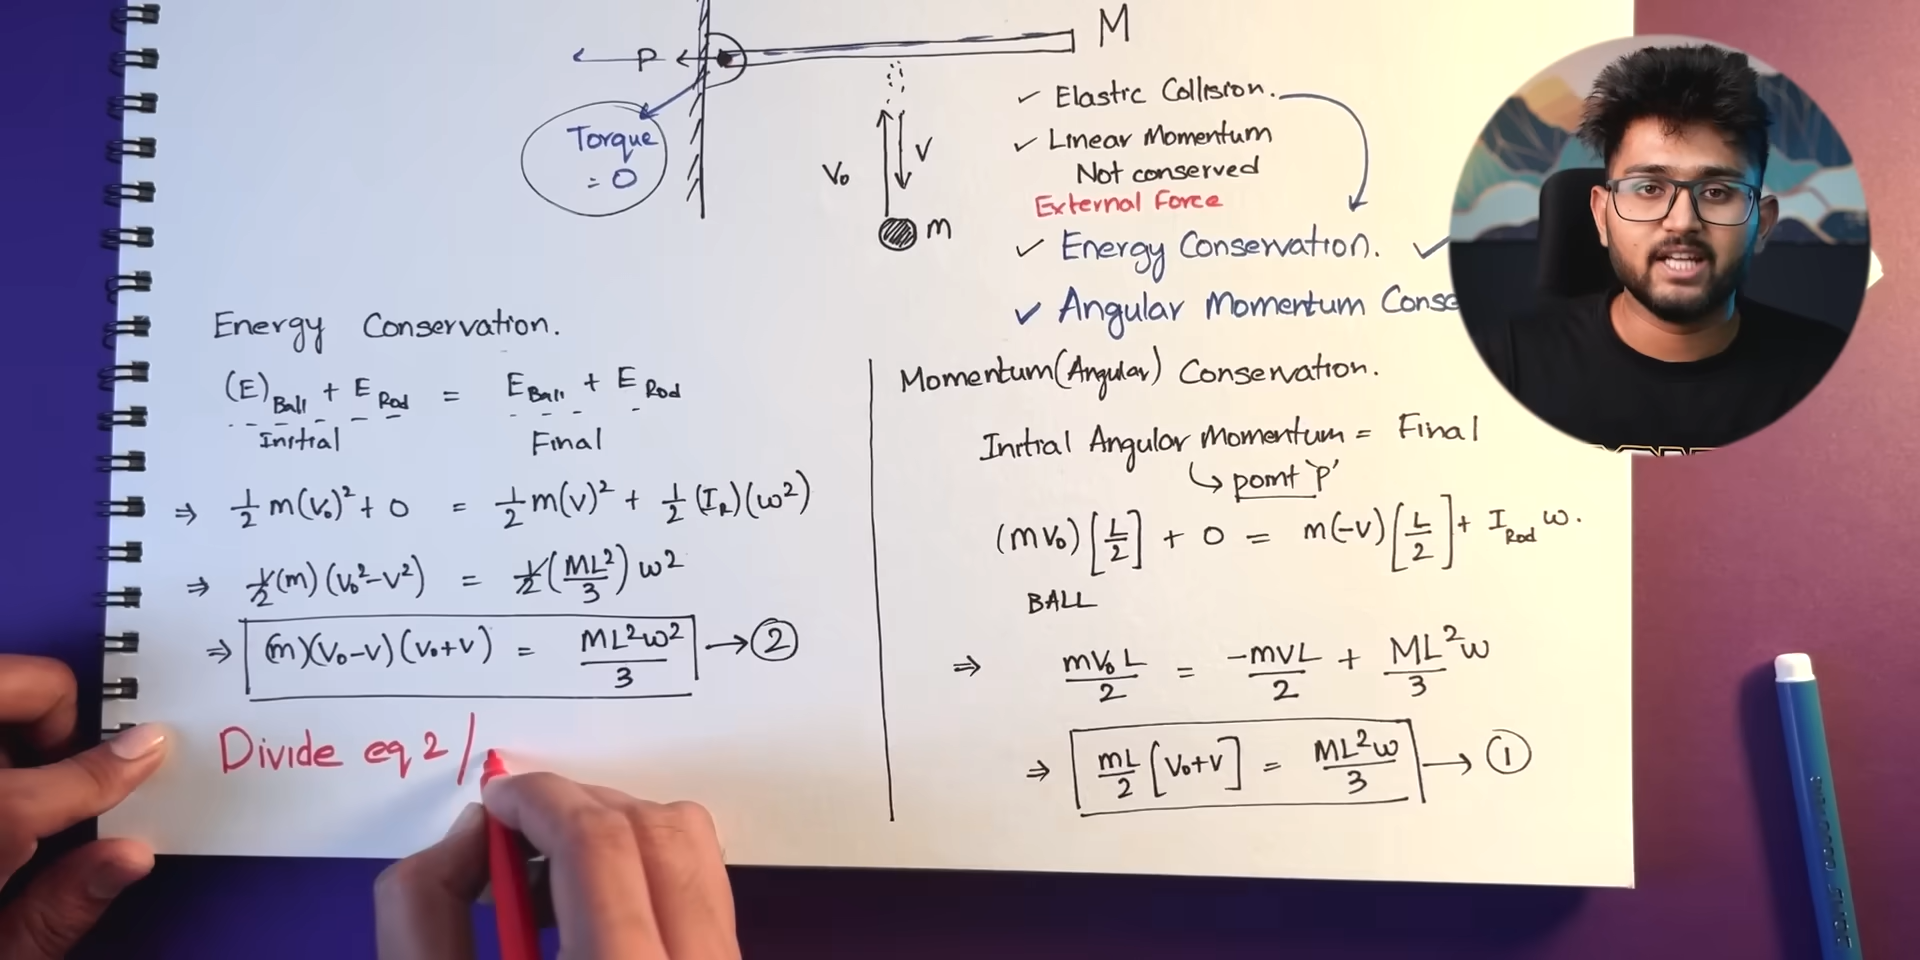 M
P
Torque
= 0
V₀
V
m
✓ Elastic Collision.
✓ Linear Momentum
Not conserved
External Force
✓ Energy Conservation. ✓
✓ Angular Momentum Conse
Energy Conservation.
(E)Ball + E Rod = EBall + E Rod
Initial Final
⇒ 1/2 m(V₀)² + 0 = 1/2 m(V)² + 1/2 (I_R)(ω²)
⇒ 1/2 (m)(V₀²-V²) = 1/2 (ML²/3) ω²
⇒ (m)(V₀-V)(V₀+V) = ML²ω²/3 → ②
Divide eq 2 /
Momentum(Angular) Conservation.
Initial Angular Momentum = Final
↳ point 'P'
(mV₀)[L/2] + 0 = m(-V)[L/2] + I Rod ω.
BALL
⇒ mV₀L/2 = -mVL/2 + ML²ω/3
⇒ mL/2 [V₀+V] = ML²ω/3 → ①